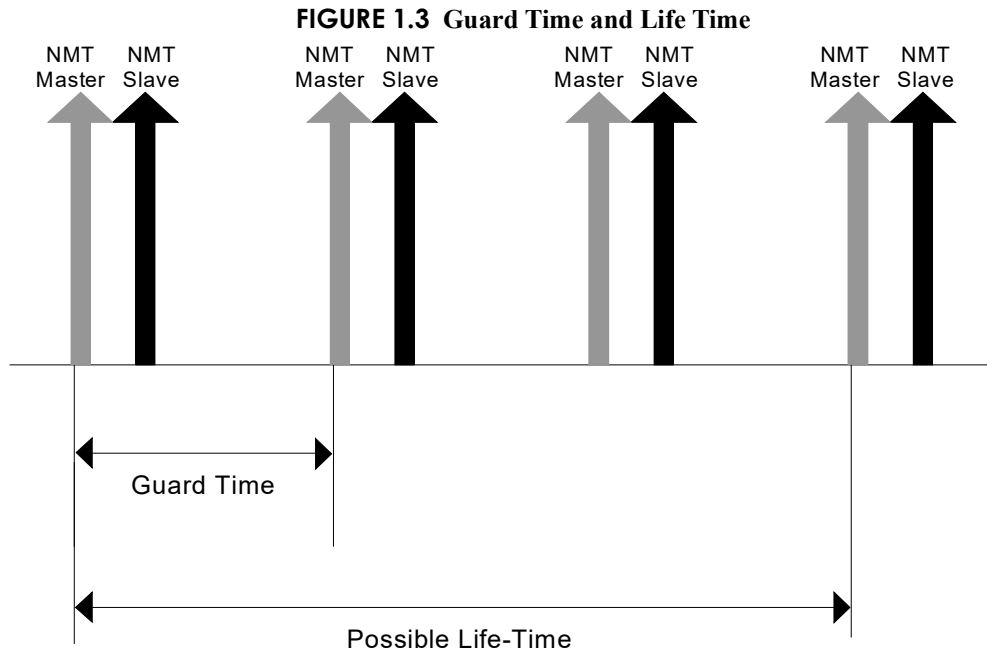 FIGURE 1.3 Guard Time and Life Time
NMT Master
NMT Slave
NMT Master
NMT Slave
NMT Master
NMT Slave
NMT Master
NMT Slave
Guard Time
Possible Life-Time